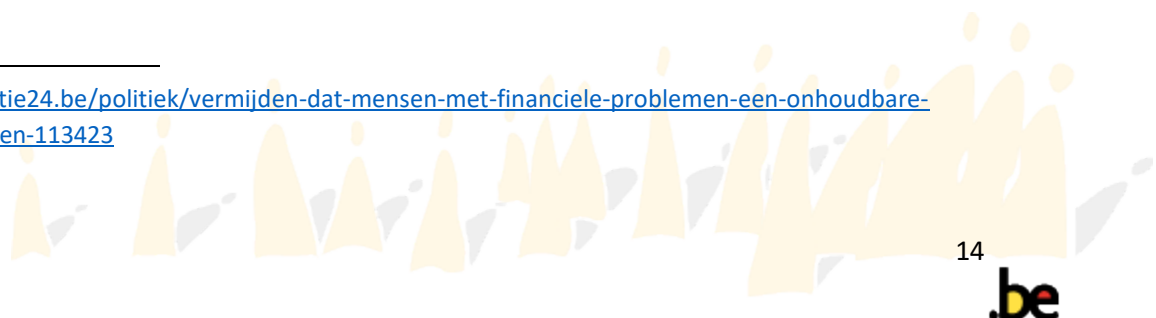 tie24.be/politiek/vermijden-dat-mensen-met-financiele-problemen-een-onhoudbare-
en-113423
14
.be